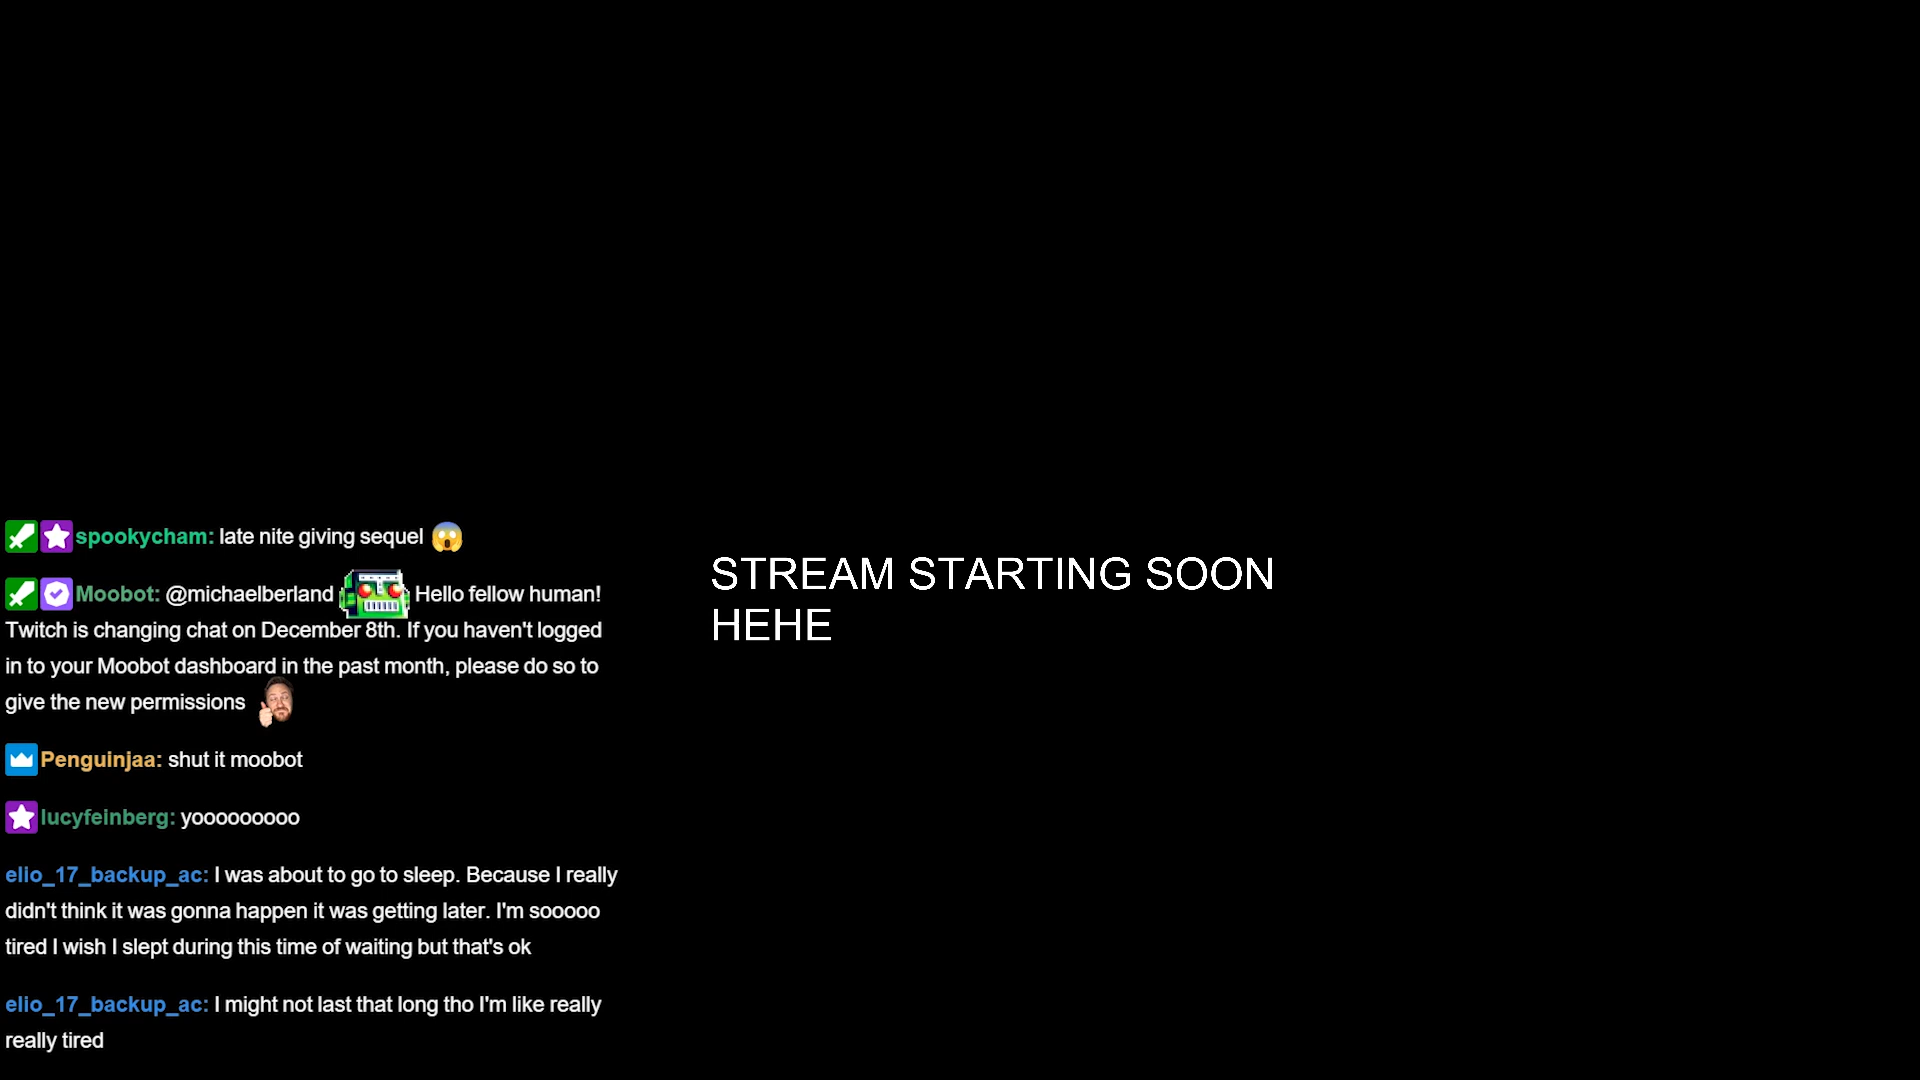 spookycham: late nite giving sequel 😱
Moobot: @michaelberland Hello fellow human!
Twitch is changing chat on December 8th. If you haven't logged
in to your Moobot dashboard in the past month, please do so to
give the new permissions
Penguinjaa: shut it moobot
lucyfeinberg: yooooooooo
elio_17_backup_ac: I was about to go to sleep. Because I really
didn't think it was gonna happen it was getting later. I'm sooooo
tired I wish I slept during this time of waiting but that's ok
elio_17_backup_ac: I might not last that long tho I'm like really
really tired
STREAM STARTING SOON
HEHE